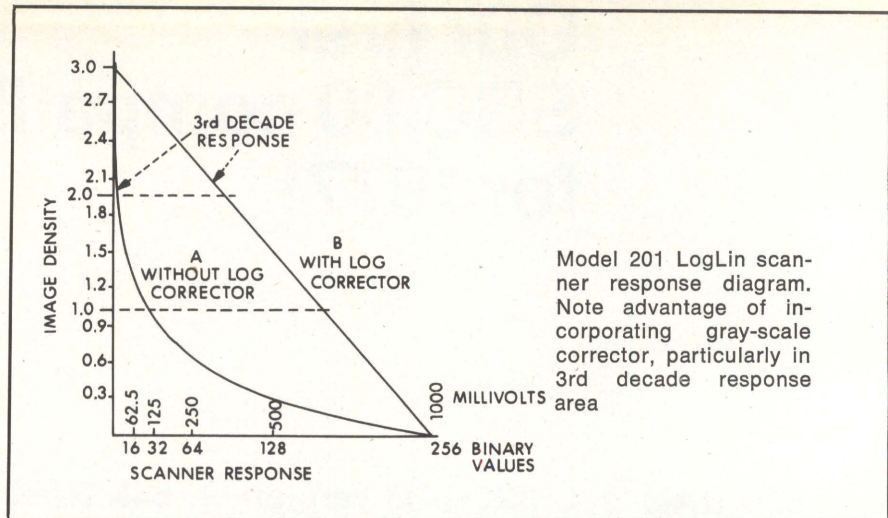 3.0
2.7
2.4
2.1
2.0
1.8
1.5
1.2
1.0
0.9
0.6
0.3
IMAGE DENSITY
3rd DECADE
RESPONSE
A
WITHOUT LOG
CORRECTOR
B
WITH LOG
CORRECTOR
62.5
125
250
500
1000
MILLIVOLTS
16 32 64 128 256 BINARY
VALUES
SCANNER RESPONSE
Model 201 LogLin scan-
ner response diagram.
Note advantage of in-
corporating gray-scale
corrector, particularly in
3rd decade response
area